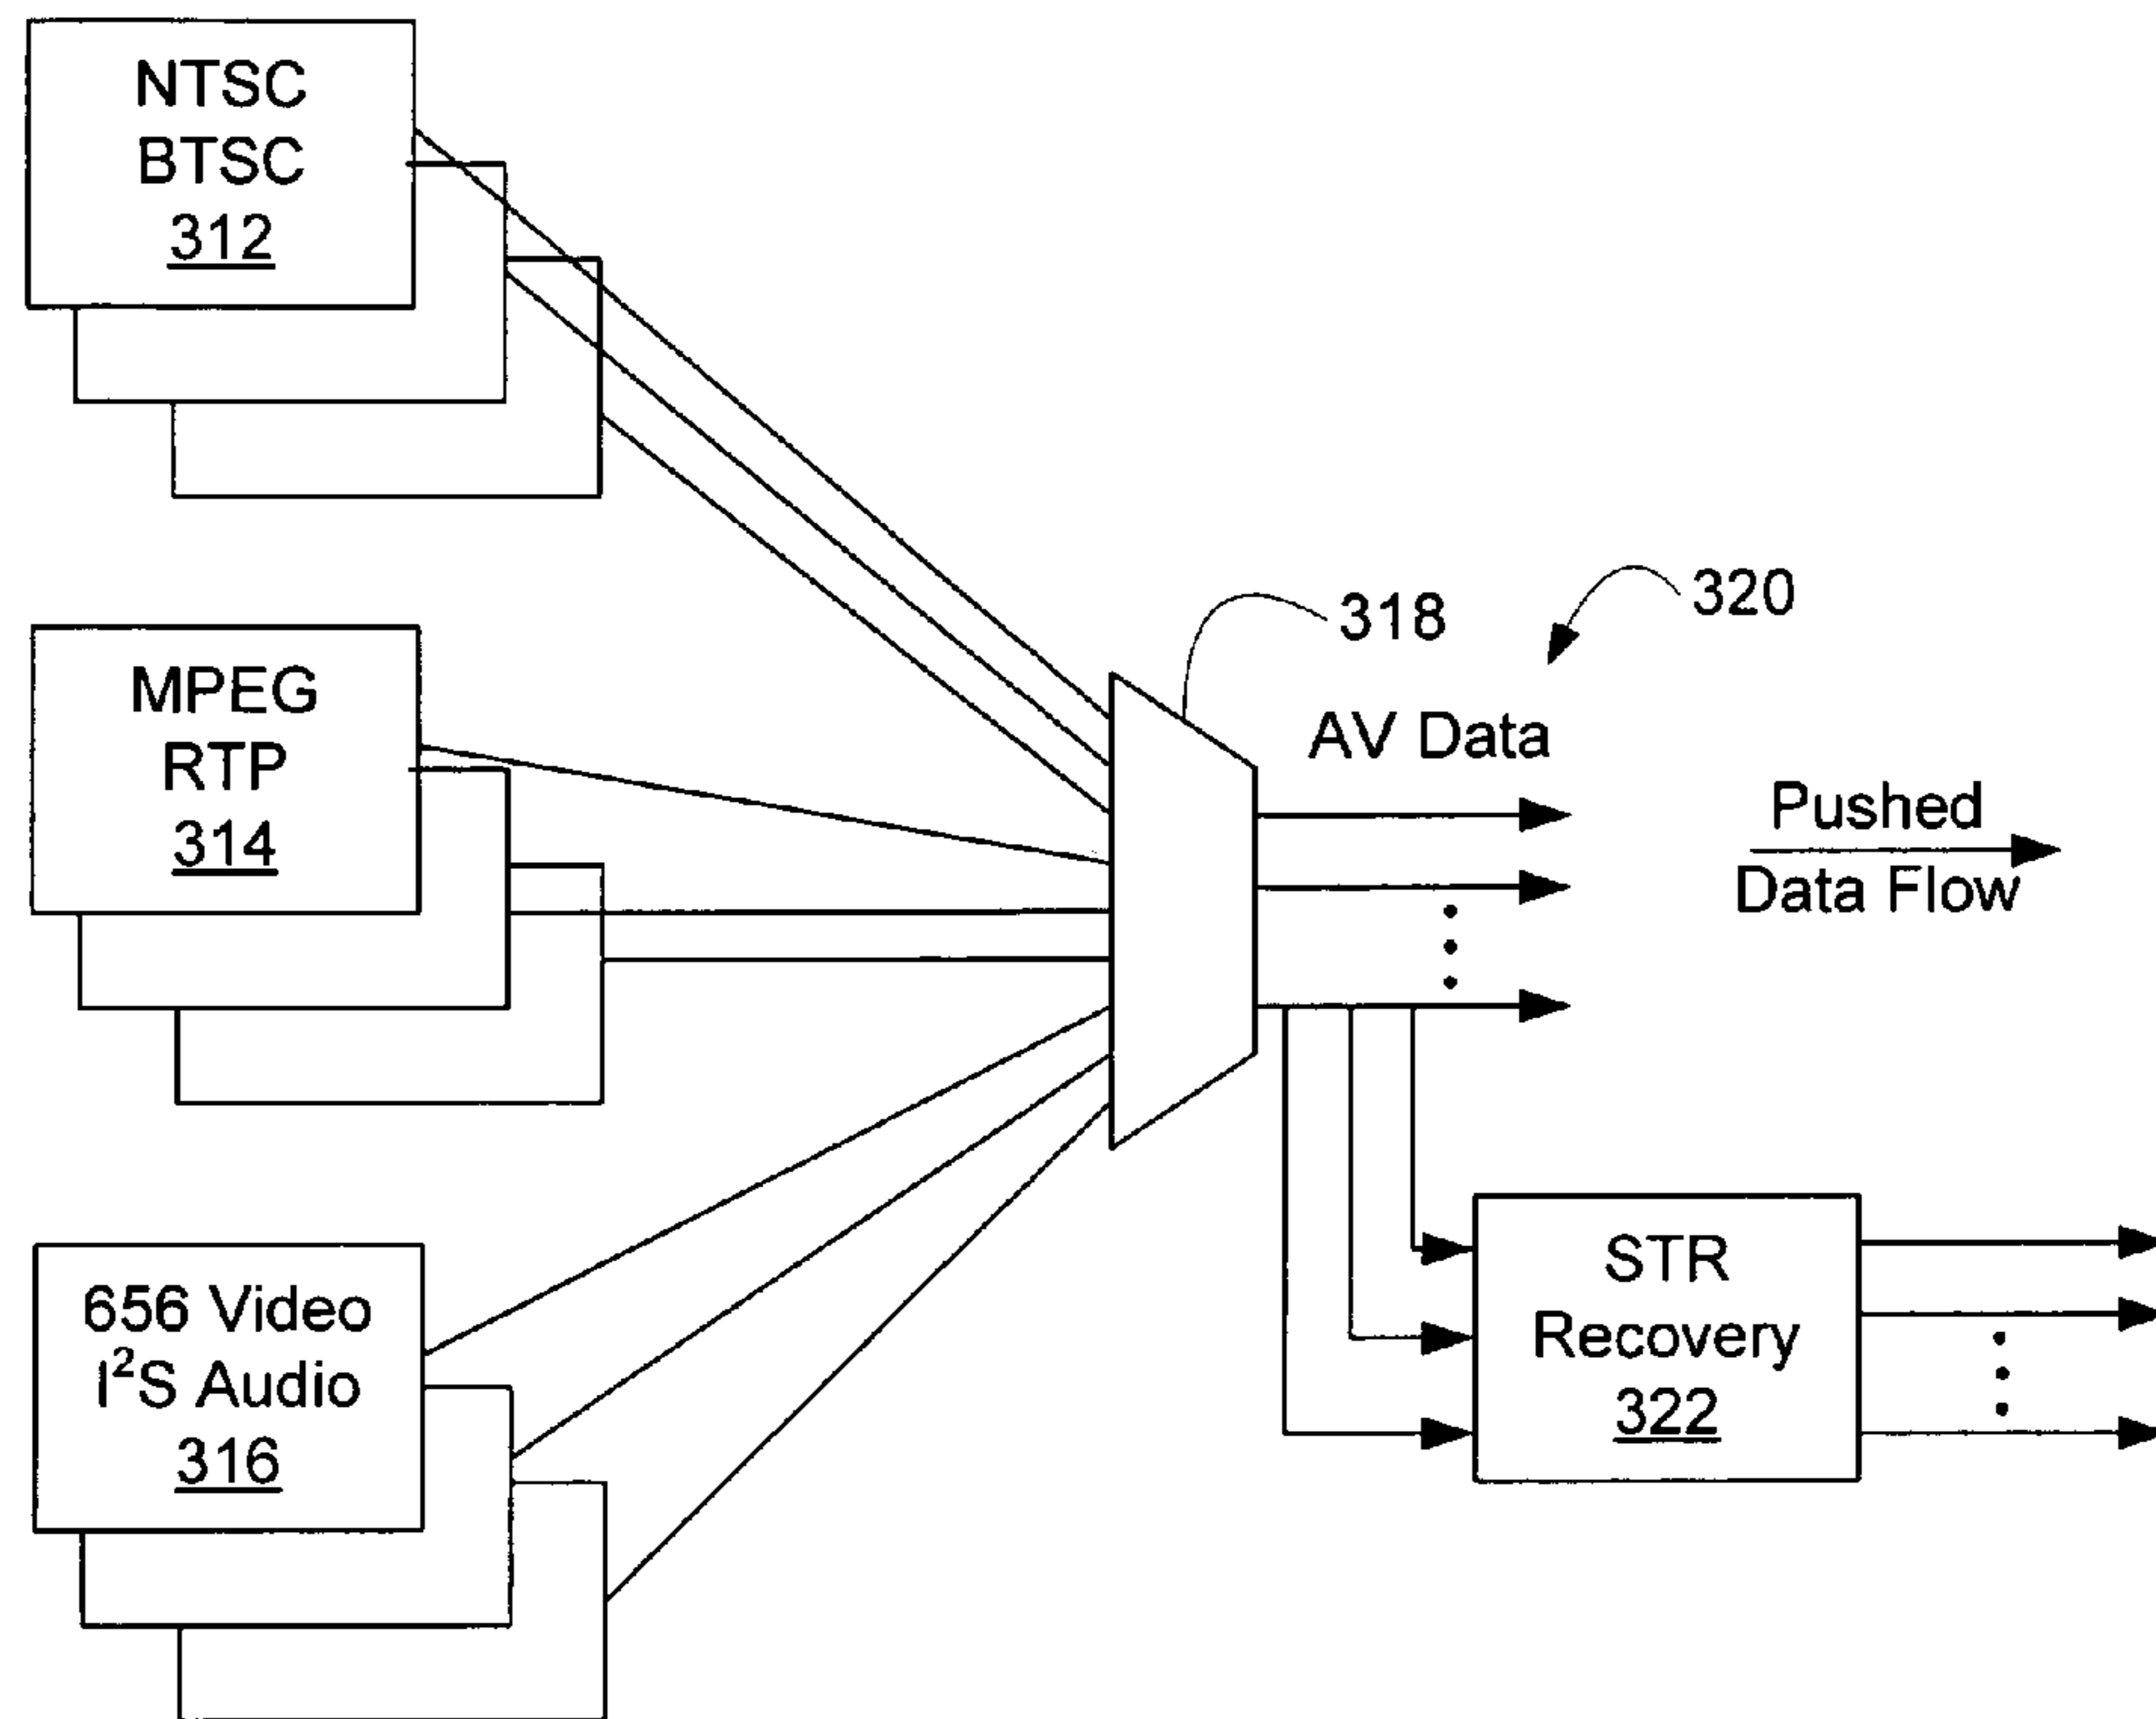 NTSC
BTSC
312
MPEG
RTP
314
656 Video
I²S Audio
316
318
320
AV Data
Pushed
Data Flow
STR
Recovery
322